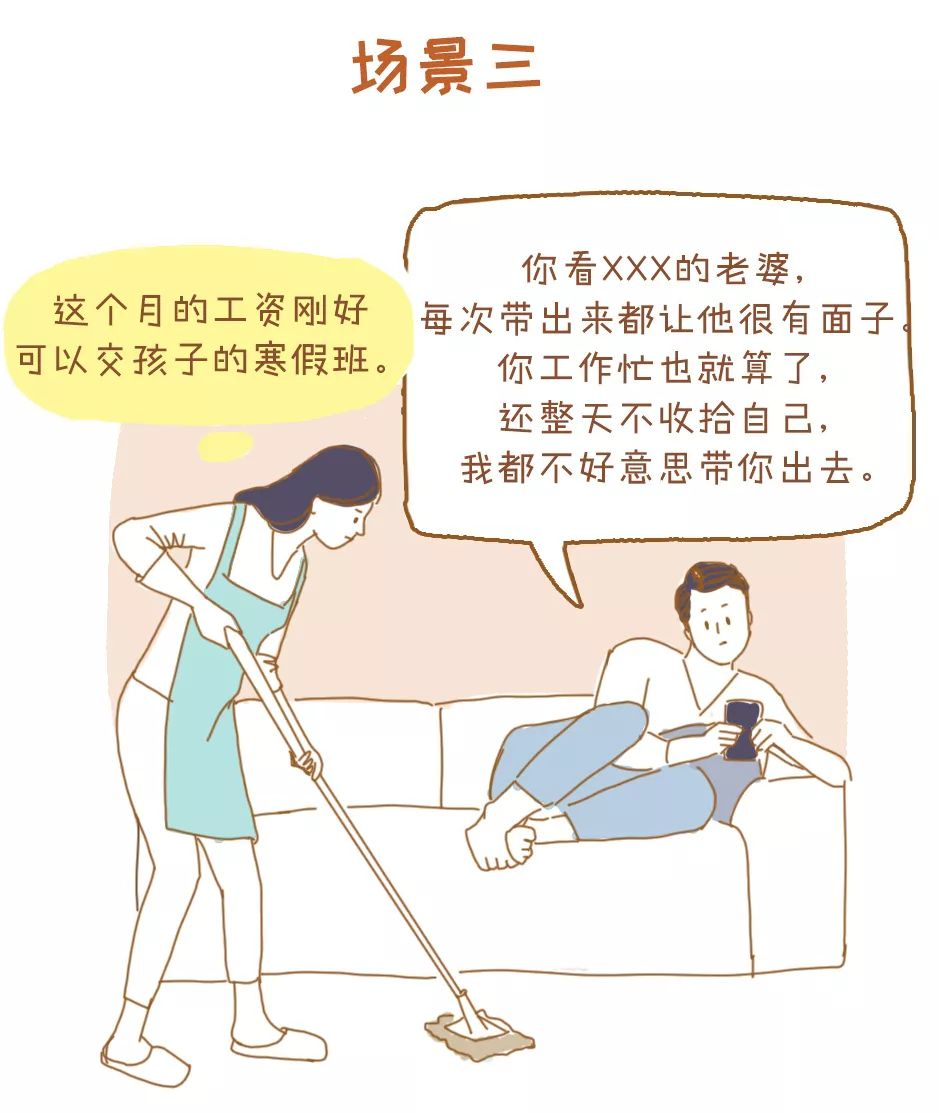 场景三
这个月的工资刚好
可以交孩子的寒假班。
你看XXX的老婆,
每次带出来都让他很有面子。
你工作忙也就算了,
还整天不收拾自己,
我都不好意思带你出去。